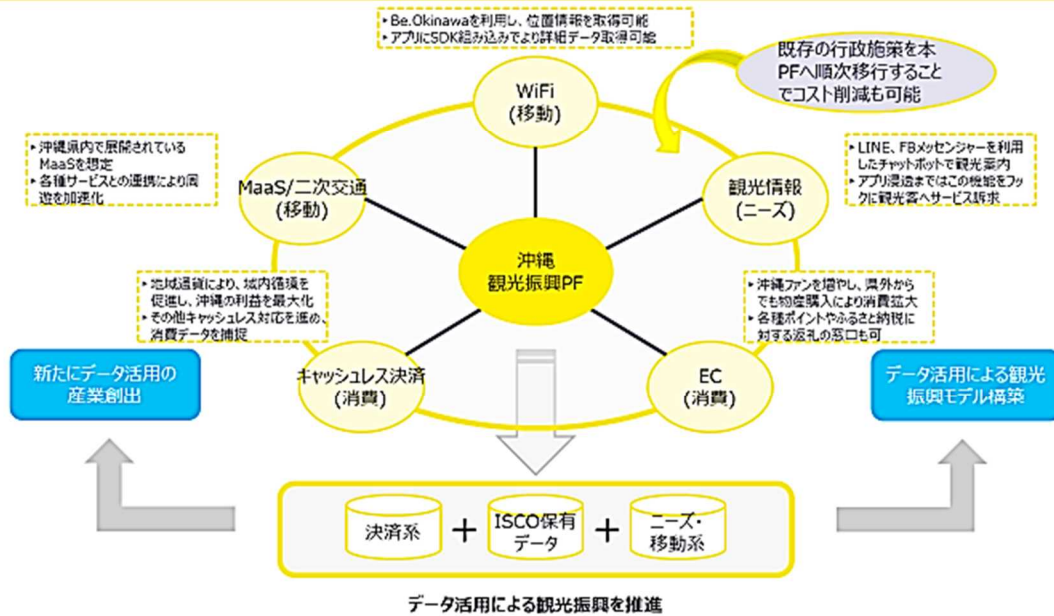 ➤ Be.Okinawaを利用し、位置情報を取得可能
➤ アプリにSDK組み込みでより詳細データ取得可能
既存の行政施策を本
PFへ順次移行すること
でコスト削減も可能
WiFi
(移動)
➤ 沖縄県内で展開されている
MaaSを想定
➤ 各種サービスとの連携により周
遊を加速化
MaaS/二次交通
(移動)
観光情報
(ニーズ)
➤ LINE、FBメッセンジャーを利用
したチャットボットで観光案内
➤ アプリ浸透まではこの機能をフッ
クに観光客へサービス訴求
沖縄
観光振興PF
➤ 地域通貨により、域内循環を
促進し、沖縄の利益を最大化
➤ その他キャッシュレス対応を進め、
消費データを捕捉
➤ 沖縄ファンを増やし、県外から
でも物産購入により消費拡大
➤ 各種ポイントやふるさと納税に
対する返礼の窓口も可
新たにデータ活用の
産業創出
キャッシュレス決済
(消費)
EC
(消費)
データ活用による観光
振興モデル構築
決済系
+
ISCO保有
データ
+
ニーズ・
移動系
データ活用による観光振興を推進